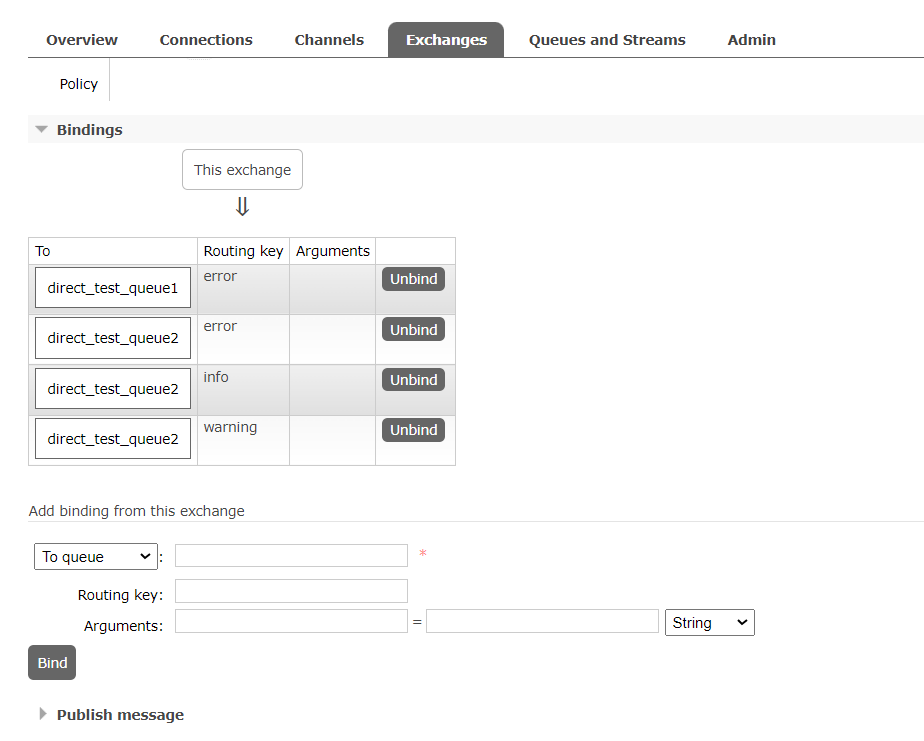 Overview Connections Channels Exchanges Queues and Streams Admin
Policy
Bindings
This exchange
⇓
To Routing key Arguments
direct_test_queue1 error Unbind
direct_test_queue2 error Unbind
direct_test_queue2 info Unbind
direct_test_queue2 warning Unbind
Add binding from this exchange
To queue : *
Routing key:
Arguments: = String
Bind
Publish message